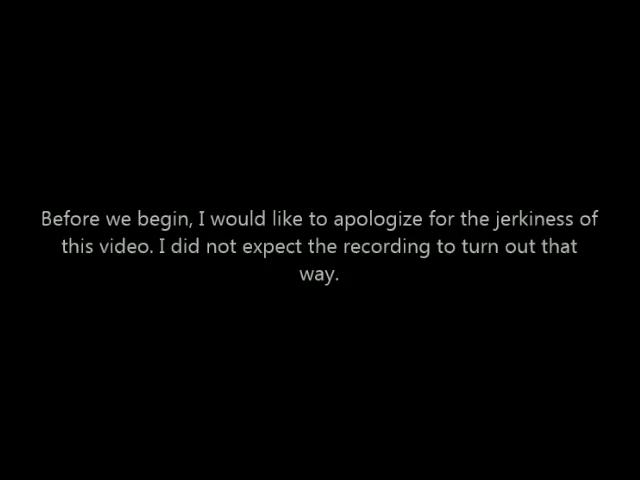 Before we begin, I would like to apologize for the jerkiness of
this video. I did not expect the recording to turn out that
way.